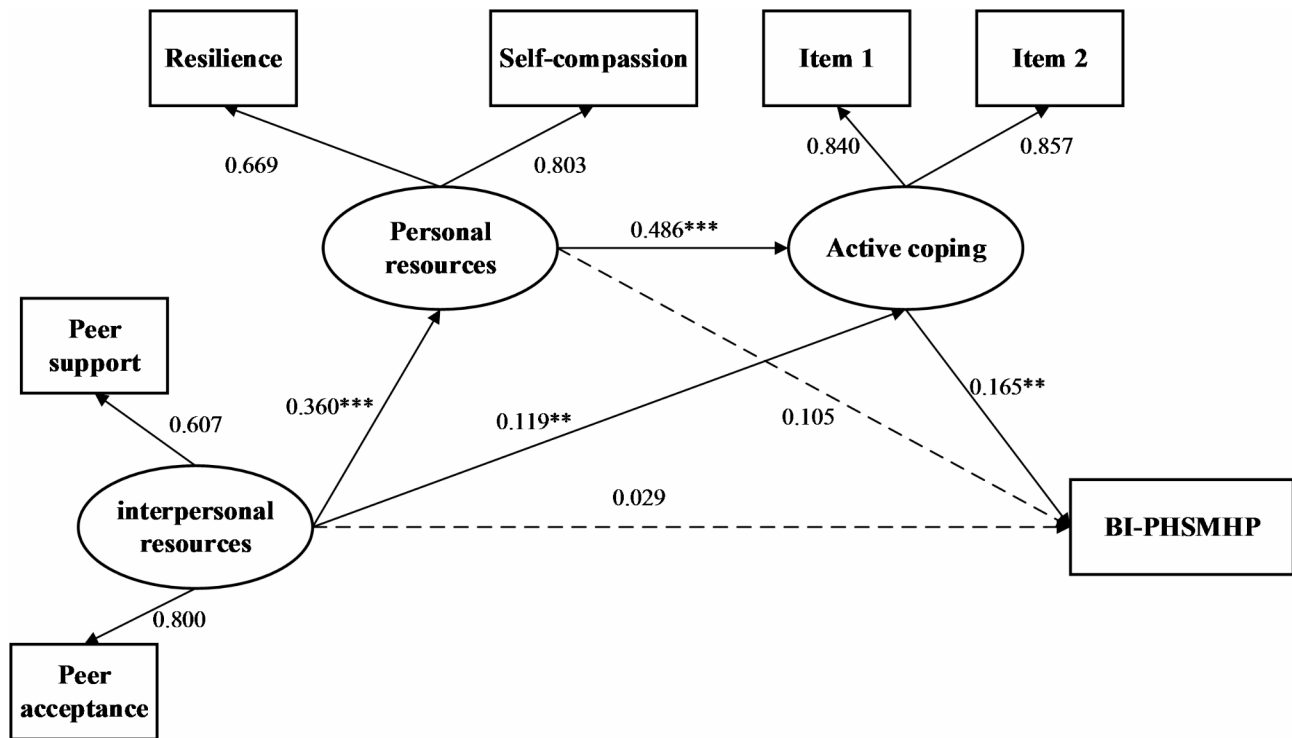 Resilience
Self-compassion
Item 1
Item 2
0.669
0.803
0.840
0.857
Personal
resources
0.486***
Active coping
Peer
support
0.607
0.360***
0.119**
0.105
0.165**
interpersonal
resources
0.029
BI-PHSMHP
0.800
Peer
acceptance